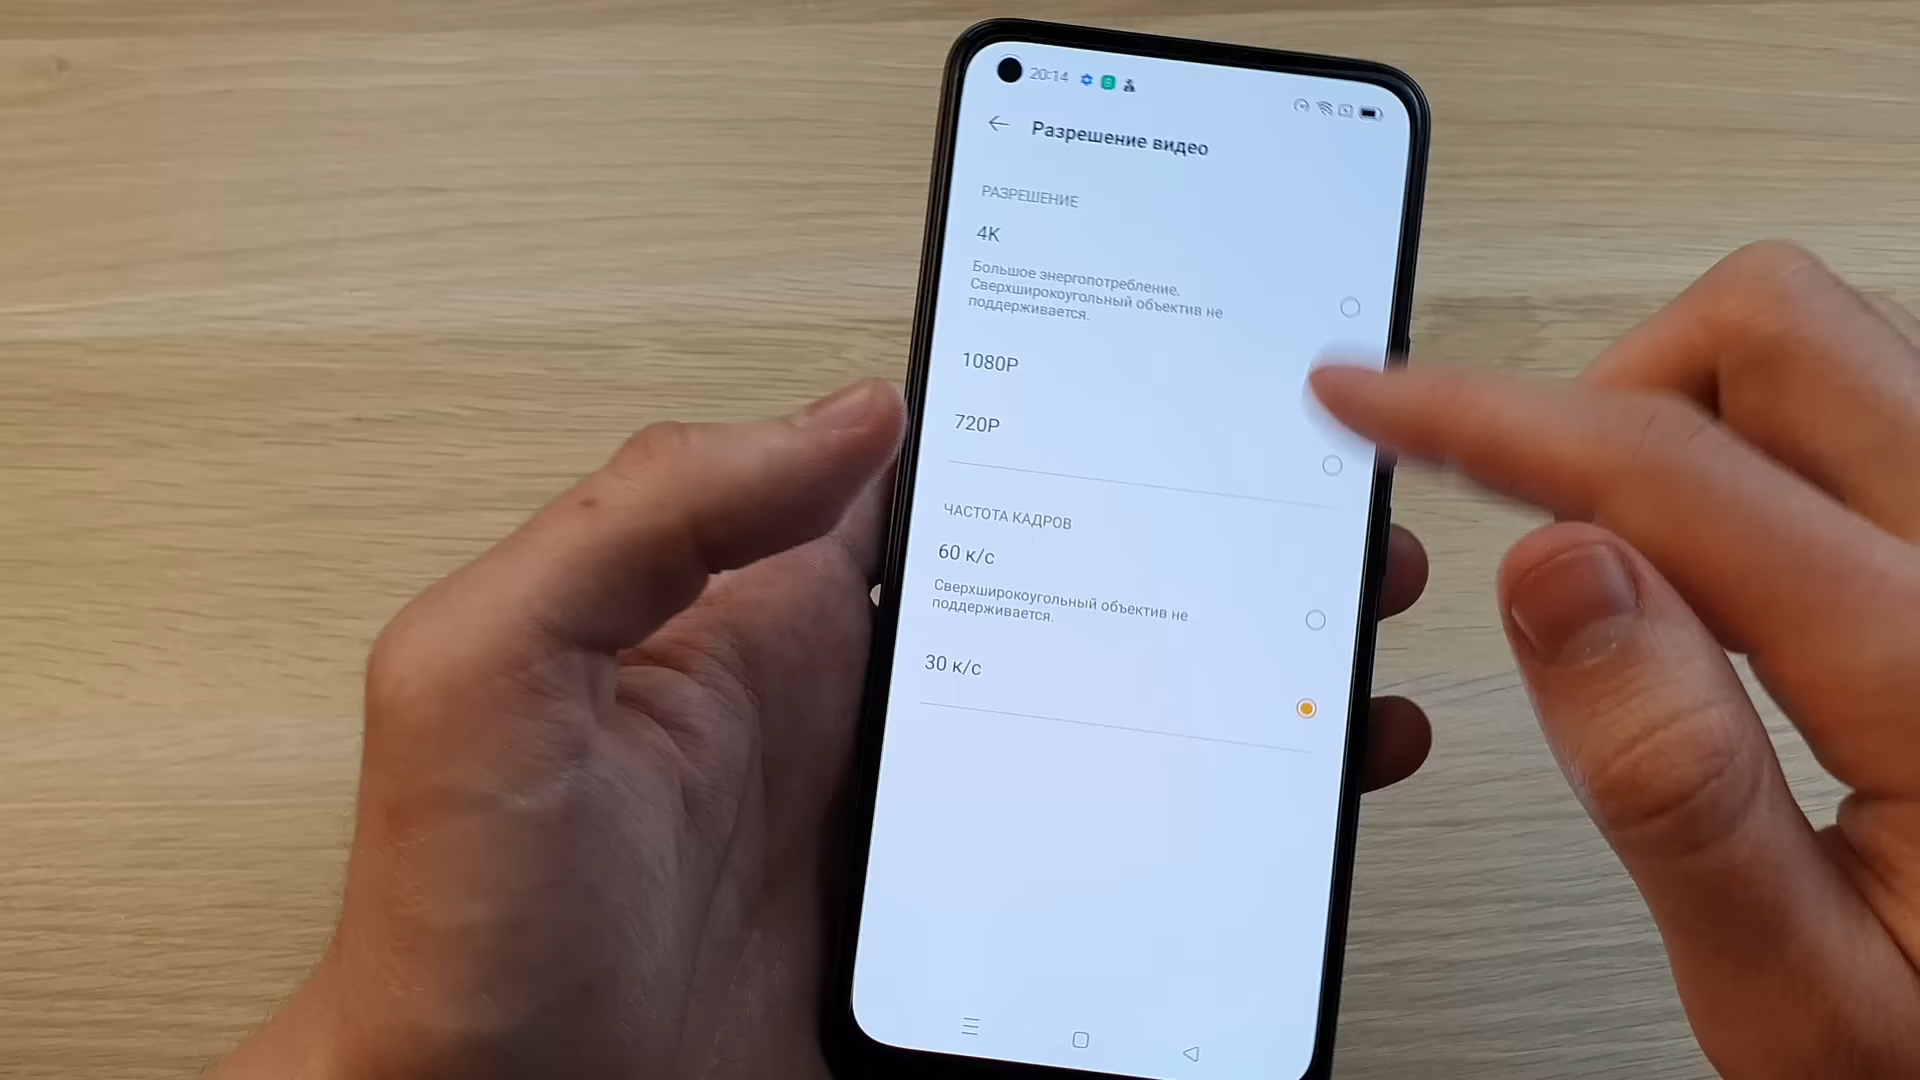 20:14
Разрешение видео
РАЗРЕШЕНИЕ
4K
Большое энергопотребление.
Сверхширокоугольный объектив не
поддерживается.
1080P
720P
ЧАСТОТА КАДРОВ
60 к/с
Сверхширокоугольный объектив не
поддерживается.
30 к/с